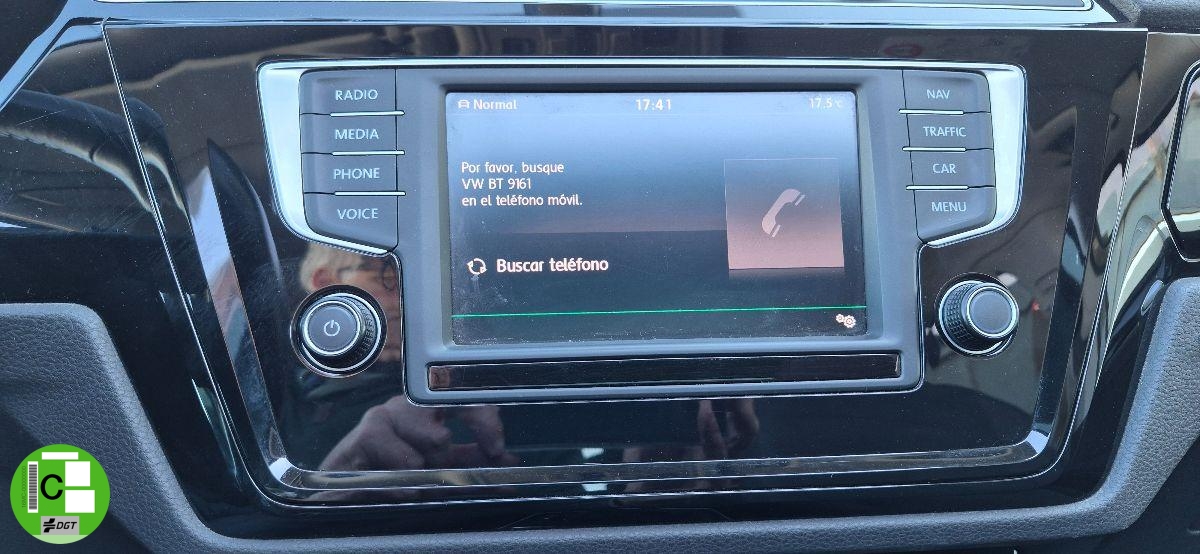 RADIO
MEDIA
PHONE
VOICE
Normal 17:41 17.5°C
Por favor, busque
VW BT 9161
en el teléfono móvil.
Buscar teléfono
NAV
TRAFFIC
CAR
MENU
C
DGT